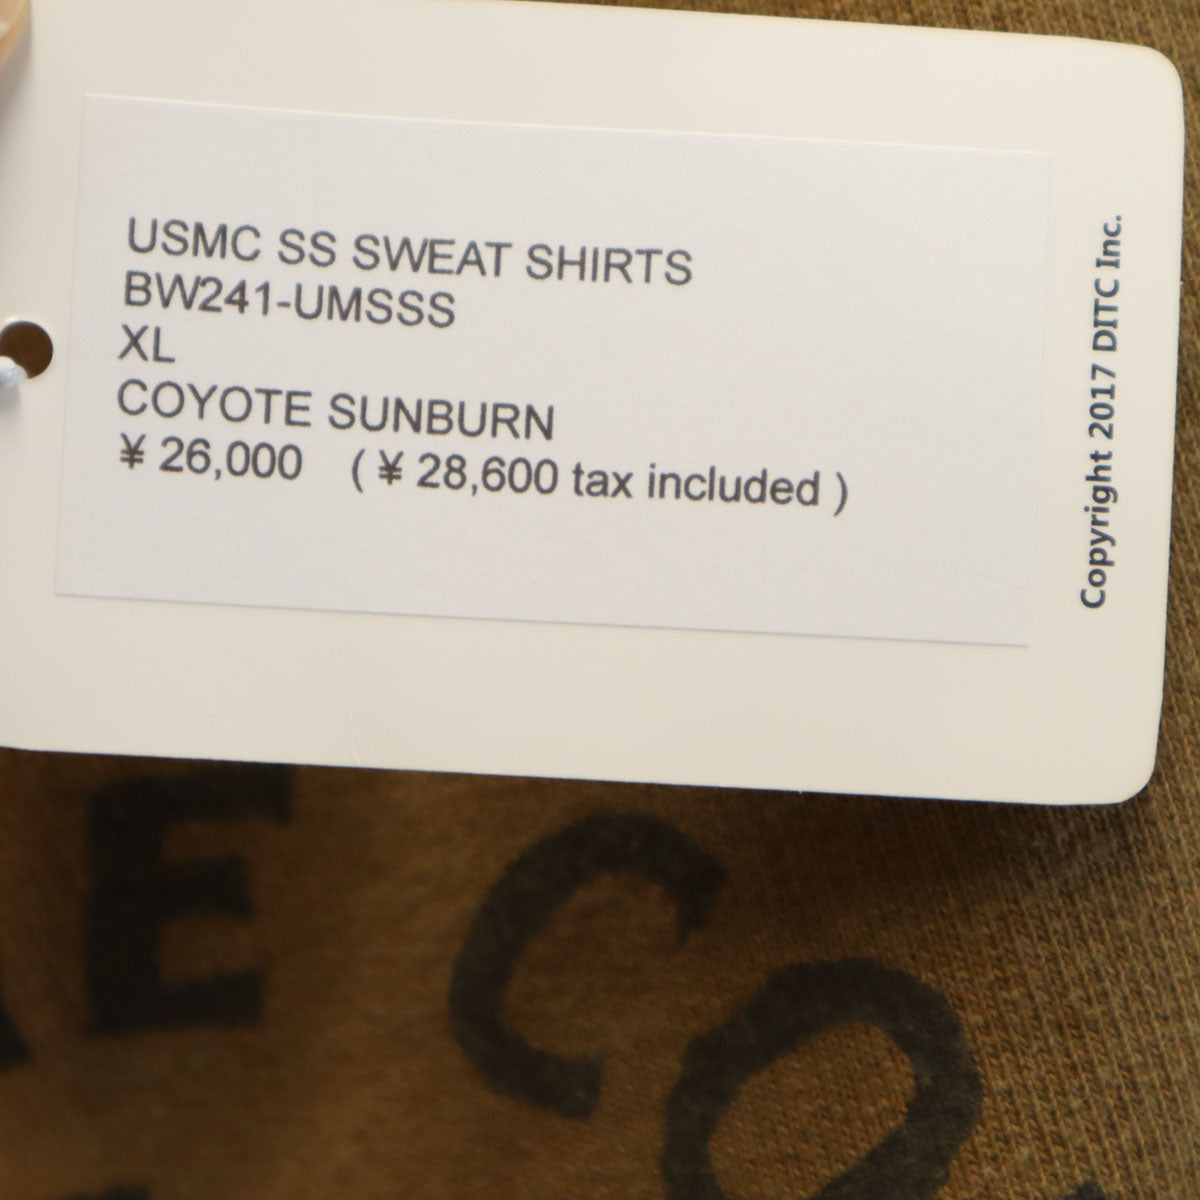 USMC SS SWEAT SHIRTS
BW241-UMSSS
XL
COYOTE SUNBURN
¥ 26,000 ( ¥ 28,600 tax included )
Copyright 2017 DITC Inc.
E CO